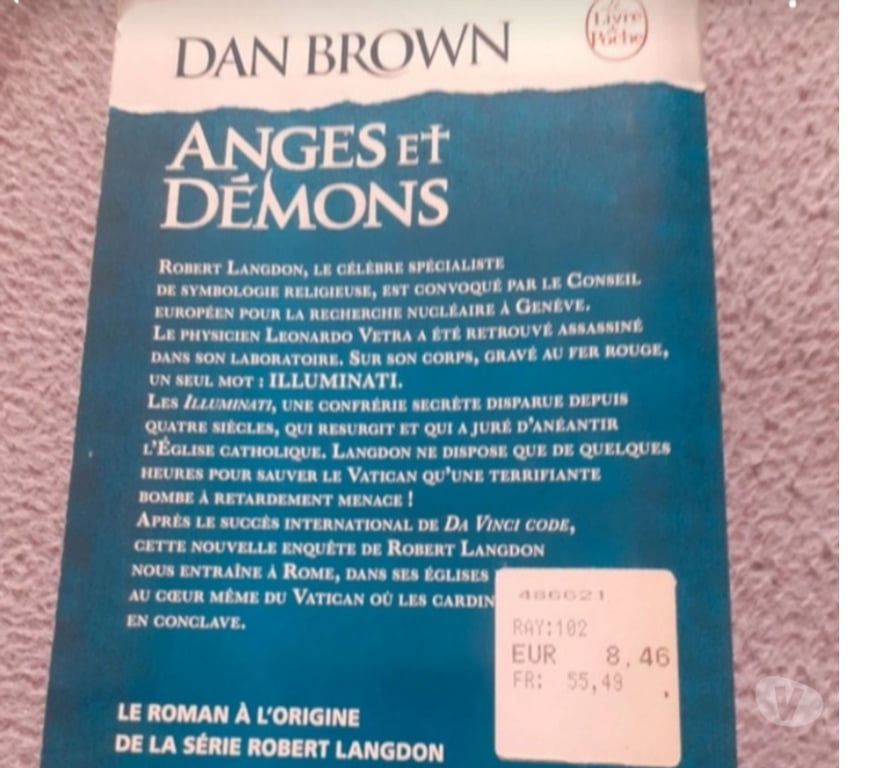 DAN BROWN
Le
Livre
de
Poche
ANGES ET
DÉMONS
ROBERT LANGDON, LE CÉLÈBRE SPÉCIALISTE
DE SYMBOLOGIE RELIGIEUSE, EST CONVOQUÉ PAR LE CONSEIL
EUROPÉEN POUR LA RECHERCHE NUCLÉAIRE À GENÈVE.
LE PHYSICIEN LEONARDO VETRA A ÉTÉ RETROUVÉ ASSASSINÉ
DANS SON LABORATOIRE. SUR SON CORPS, GRAVÉ AU FER ROUGE,
UN SEUL MOT : ILLUMINATI.
LES ILLUMINATI, UNE CONFRÉRIE SECRÈTE DISPARUE DEPUIS
QUATRE SIÈCLES, QUI RESURGIT ET QUI A JURÉ D'ANÉANTIR
L'ÉGLISE CATHOLIQUE. LANGDON NE DISPOSE QUE DE QUELQUES
HEURES POUR SAUVER LE VATICAN QU'UNE TERRIFIANTE
BOMBE À RETARDEMENT MENACE !
APRÈS LE SUCCÈS INTERNATIONAL DE DA VINCI CODE,
CETTE NOUVELLE ENQUÊTE DE ROBERT LANGDON
NOUS ENTRAÎNE À ROME, DANS SES ÉGLISES
AU CŒUR MÊME DU VATICAN OÙ LES CARDIN
EN CONCLAVE.
486621
RAY:102
EUR 8,46
FR: 55,49
LE ROMAN À L'ORIGINE
DE LA SÉRIE ROBERT LANGDON
V